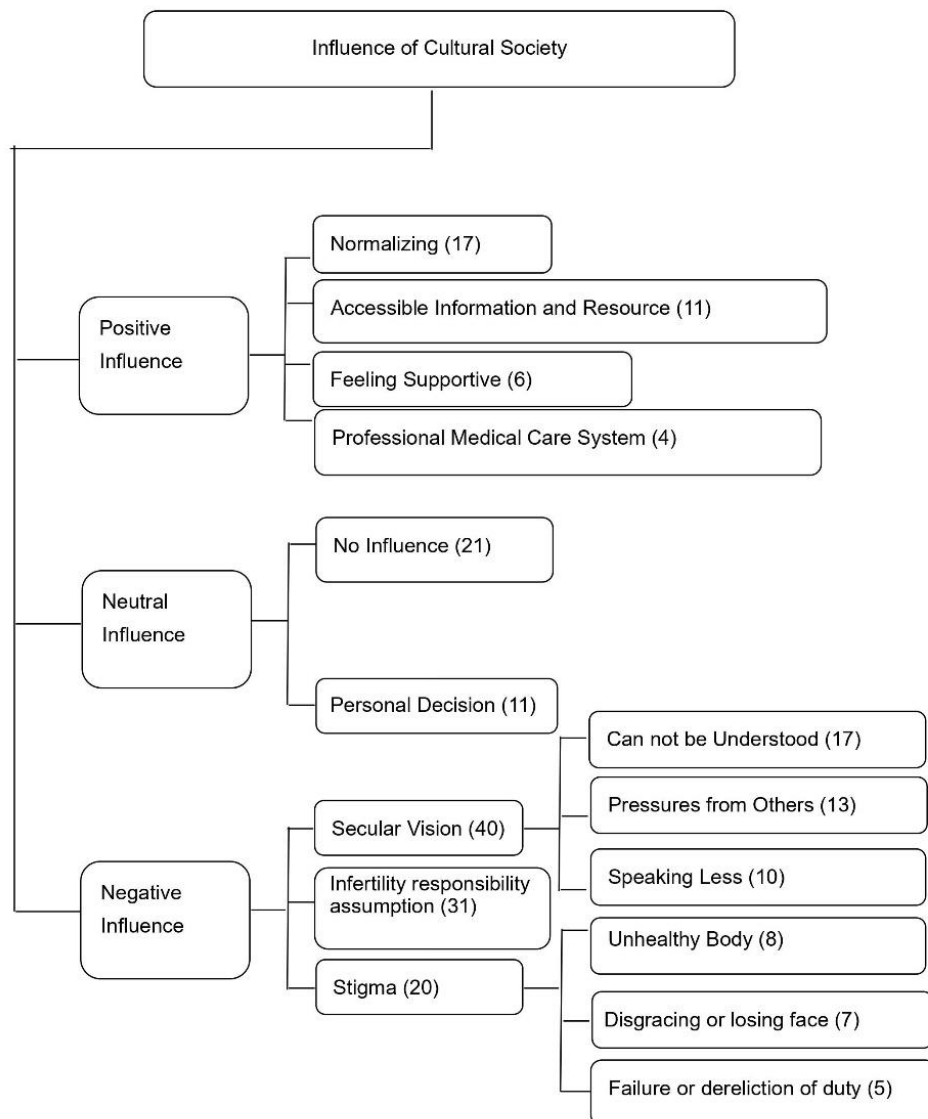 Influence of Cultural Society
Positive
Influence
Normalizing (17)
Accessible Information and Resource (11)
Feeling Supportive (6)
Professional Medical Care System (4)
Neutral
Influence
No Influence (21)
Personal Decision (11)
Negative
Influence
Secular Vision (40)
Can not be Understood (17)
Pressures from Others (13)
Speaking Less (10)
Infertility responsibility
assumption (31)
Stigma (20)
Unhealthy Body (8)
Disgracing or losing face (7)
Failure or dereliction of duty (5)